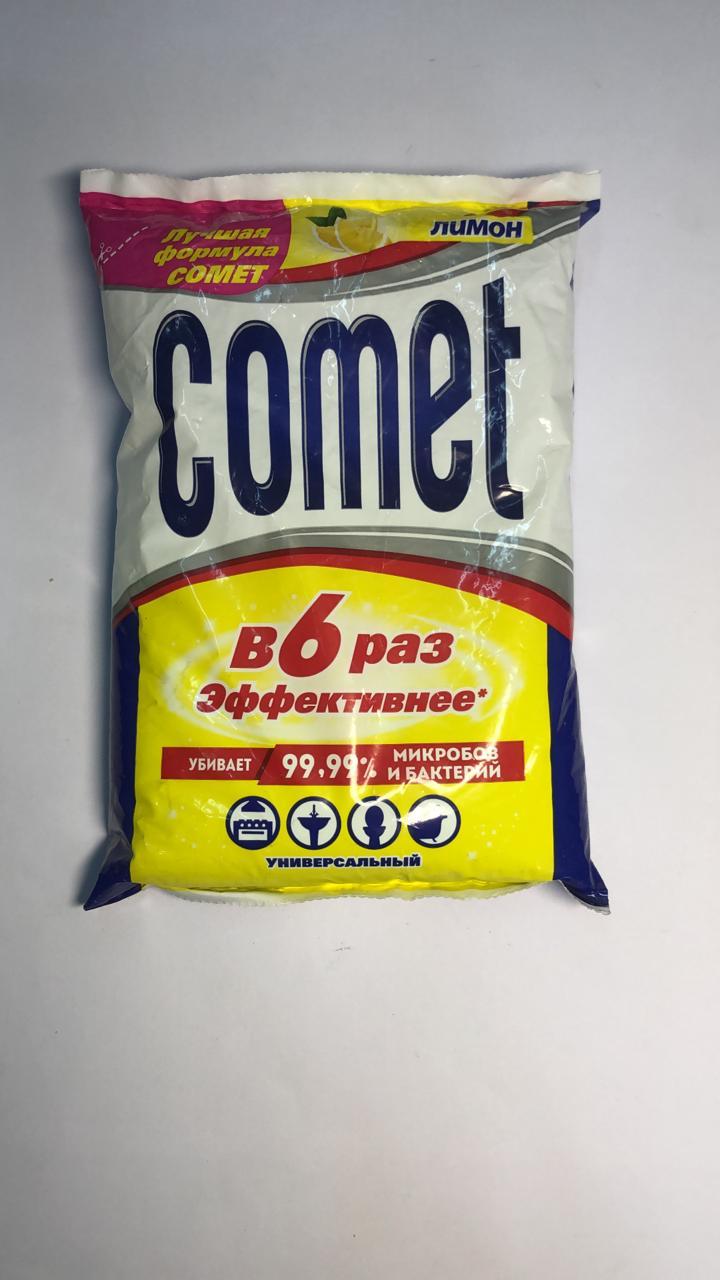 Лучшая
формула
COMET
ЛИМОН
comet
в 6 раз
Эффективнее*
УБИВАЕТ 99,99% МИКРОБОВ
И БАКТЕРИЙ
УНИВЕРСАЛЬНЫЙ